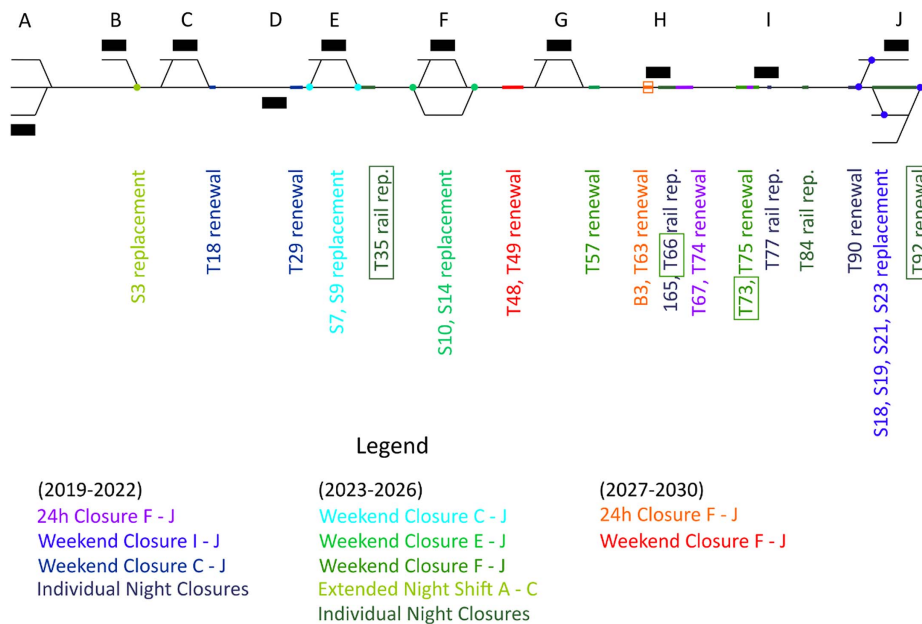 A
B
C
D
E
F
G
H
I
J
S3 replacement
T18 renewal
T29 renewal
S7, S9 replacement
T35 rail rep.
S10, S14 replacement
T48, T49 renewal
T57 renewal
B3, T63 renewal
165, T66 rail rep.
T67, T74 renewal
T73, T75 renewal
T77 rail rep.
T84 rail rep.
T90 renewal
S18, S19, S21, S23 replacement
T92 renewal
Legend
(2019-2022)
24h Closure F - J
Weekend Closure I - J
Weekend Closure C - J
Individual Night Closures
(2023-2026)
Weekend Closure C - J
Weekend Closure E - J
Weekend Closure F - J
Extended Night Shift A - C
Individual Night Closures
(2027-2030)
24h Closure F - J
Weekend Closure F - J